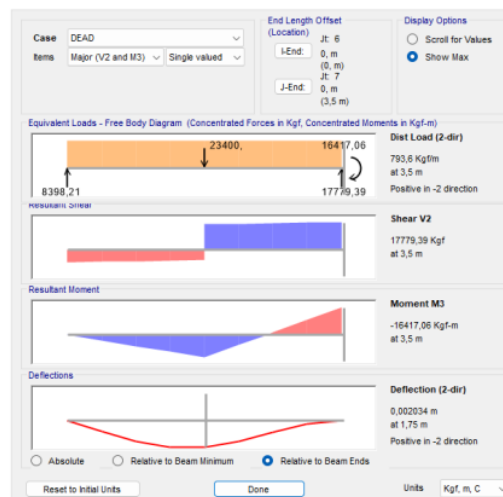 Case DEAD
Items Major (V2 and M3) Single valued
End Length Offset
(Location)
I-End: Jt: 6
0, m
(0, m)
J-End: Jt: 7
0, m
(3,5 m)
Display Options
Scroll for Values
Show Max
Equivalent Loads - Free Body Diagram (Concentrated Forces in Kgf, Concentrated Moments in Kgf-m)
23400,
16417,06
8398,21
17779,39
Dist Load (2-dir)
793,6 Kgf/m
at 3,5 m
Positive in -2 direction
Resultant Shear
Shear V2
17779,39 Kgf
at 3,5 m
Resultant Moment
Moment M3
-16417,06 Kgf-m
at 3,5 m
Deflections
Deflection (2-dir)
0,002034 m
at 1,75 m
Positive in -2 direction
Absolute Relative to Beam Minimum Relative to Beam Ends
Reset to Initial Units Done Units Kgf, m, C